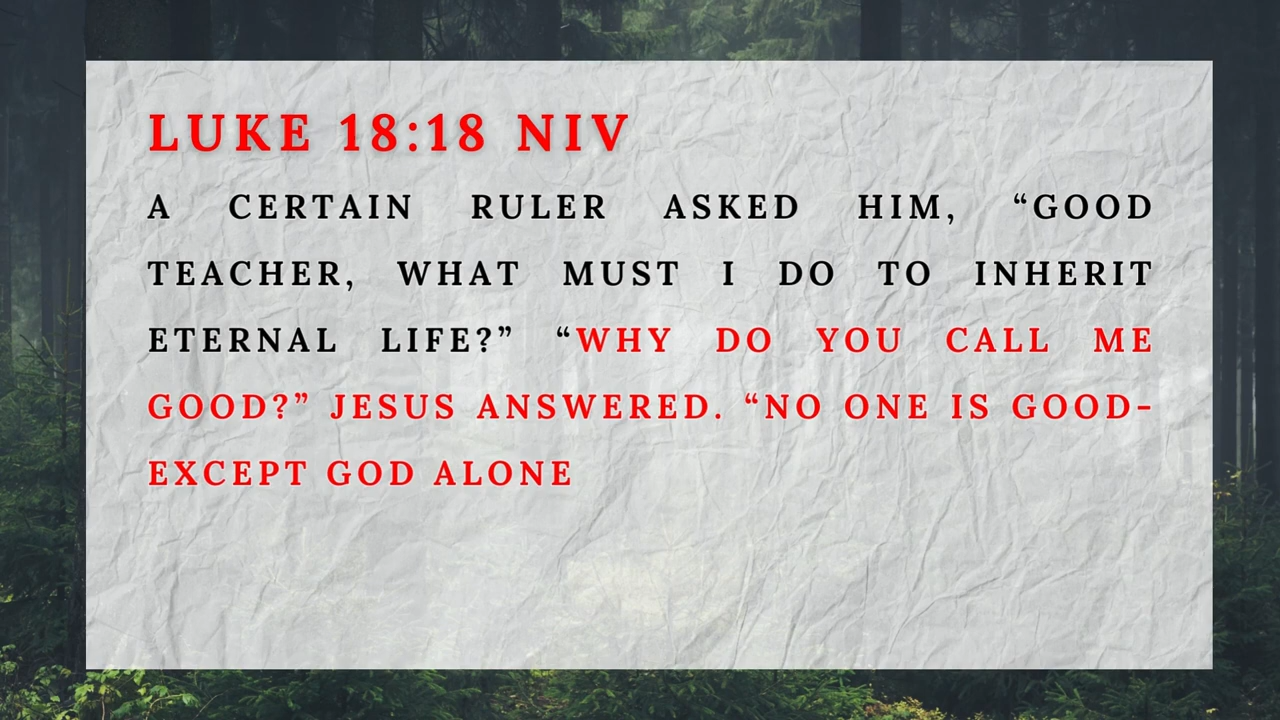 LUKE 18:18 NIV
A CERTAIN RULER ASKED HIM, “GOOD
TEACHER, WHAT MUST I DO TO INHERIT
ETERNAL LIFE?” “WHY DO YOU CALL ME
GOOD?” JESUS ANSWERED. “NO ONE IS GOOD-
EXCEPT GOD ALONE